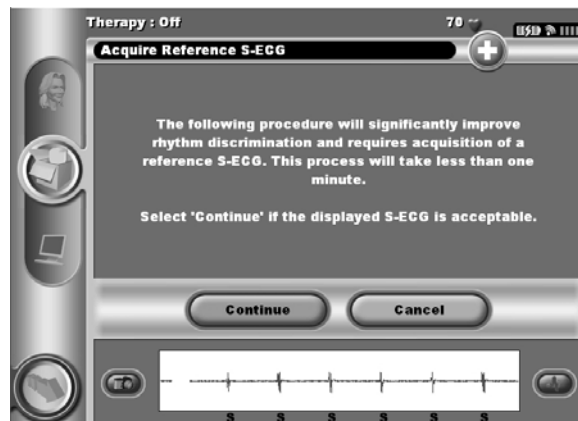 Therapy : Off
70
Acquire Reference S-ECG
The following procedure will significantly improve
rhythm discrimination and requires acquisition of a
reference S-ECG. This process will take less than one
minute.
Select 'Continue' if the displayed S-ECG is acceptable.
Continue
Cancel
S S S S S S